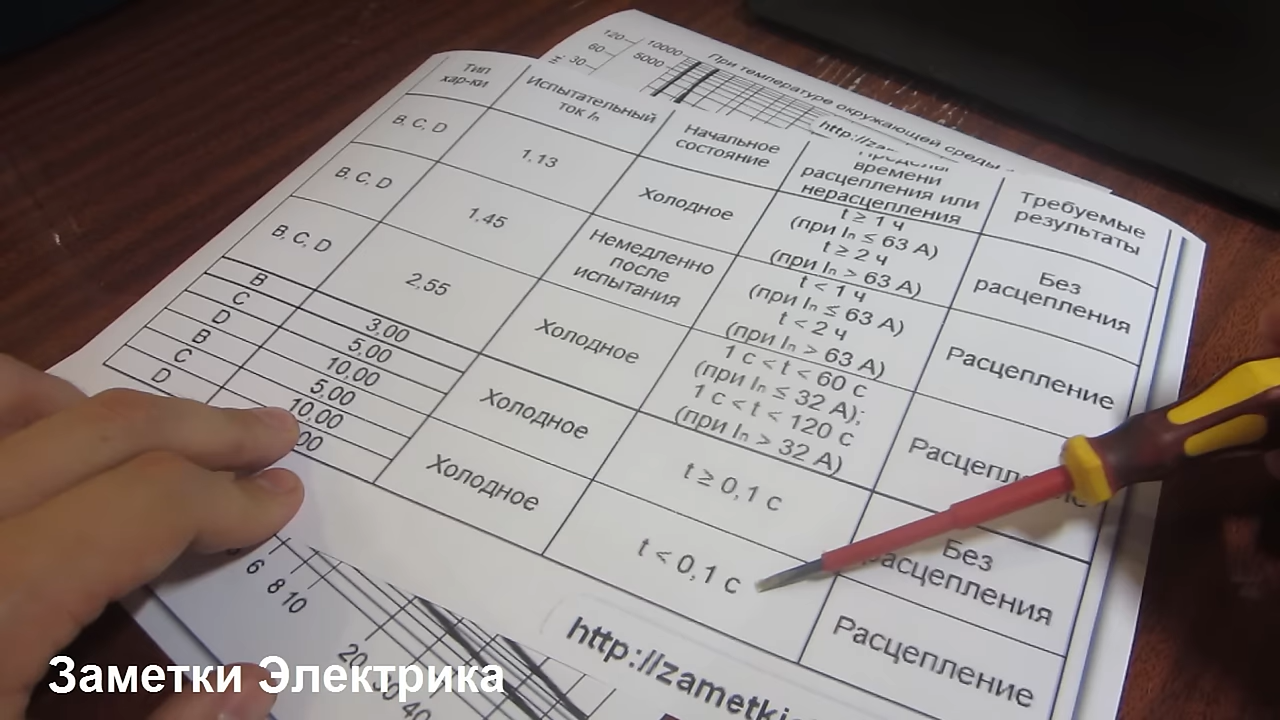 120
60
30
10000
5000
При температуре окружающей среды
http://za
Тип
хар-ки
Испытательный
ток Iₙ
Начальное
состояние
времени
расцепления или
нерасцепления
Требуемые
результаты
B, C, D
1,13
Холодное
t ≥ 1 ч
(при Iₙ ≤ 63 А)
t ≥ 2 ч
(при Iₙ > 63 А)
Без
расцепления
B, C, D
1,45
Немедленно
после
испытания
t < 1 ч
(при Iₙ ≤ 63 А)
t < 2 ч
(при Iₙ > 63 А)
Расцепление
B, C, D
2,55
Холодное
1 с < t < 60 с
(при Iₙ ≤ 32 А);
1 с < t < 120 с
(при Iₙ > 32 А)
B
3,00
C
5,00
D
10,00
Холодное
t ≥ 0,1 с
Без
расцепления
B
5,00
C
10,00
D
00
Холодное
t < 0,1 с
Расцепление
6 8 10
20
40
http://zametki
Заметки Электрика